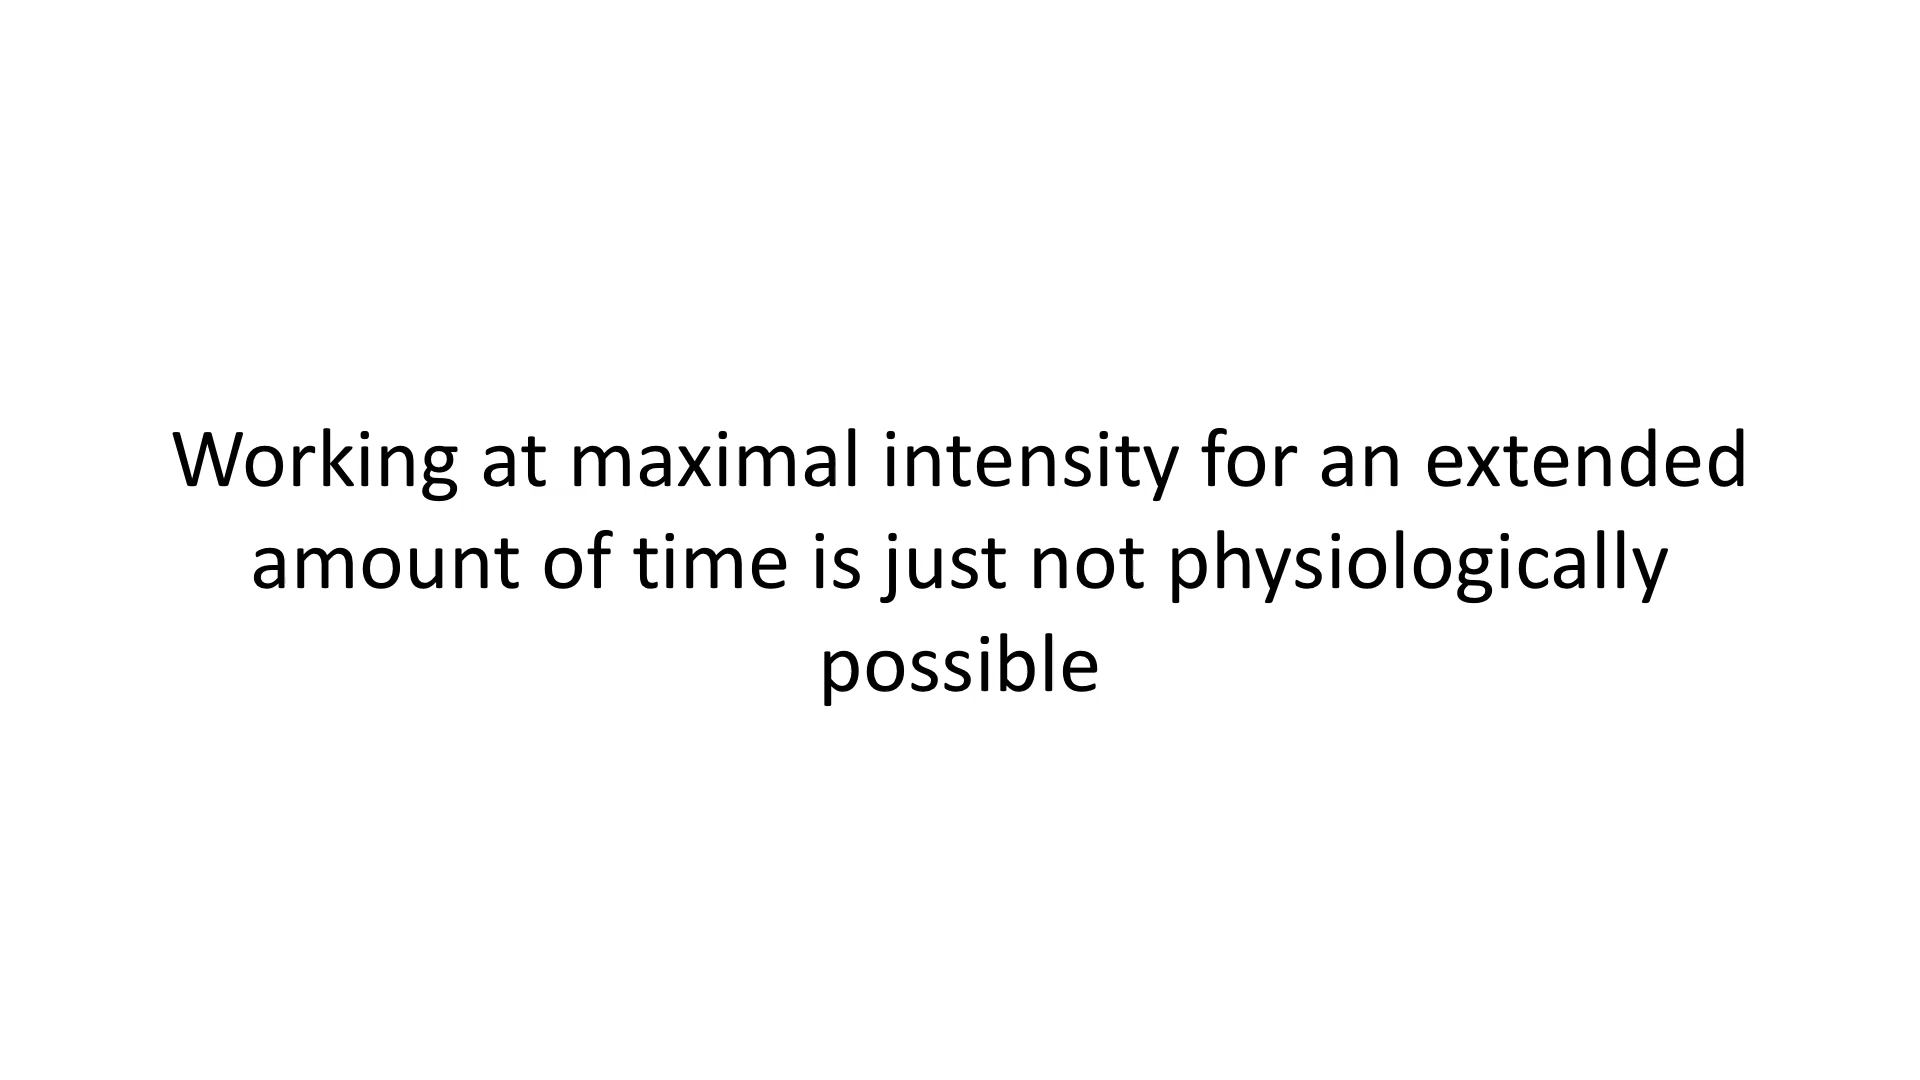 Working at maximal intensity for an extended
amount of time is just not physiologically
possible